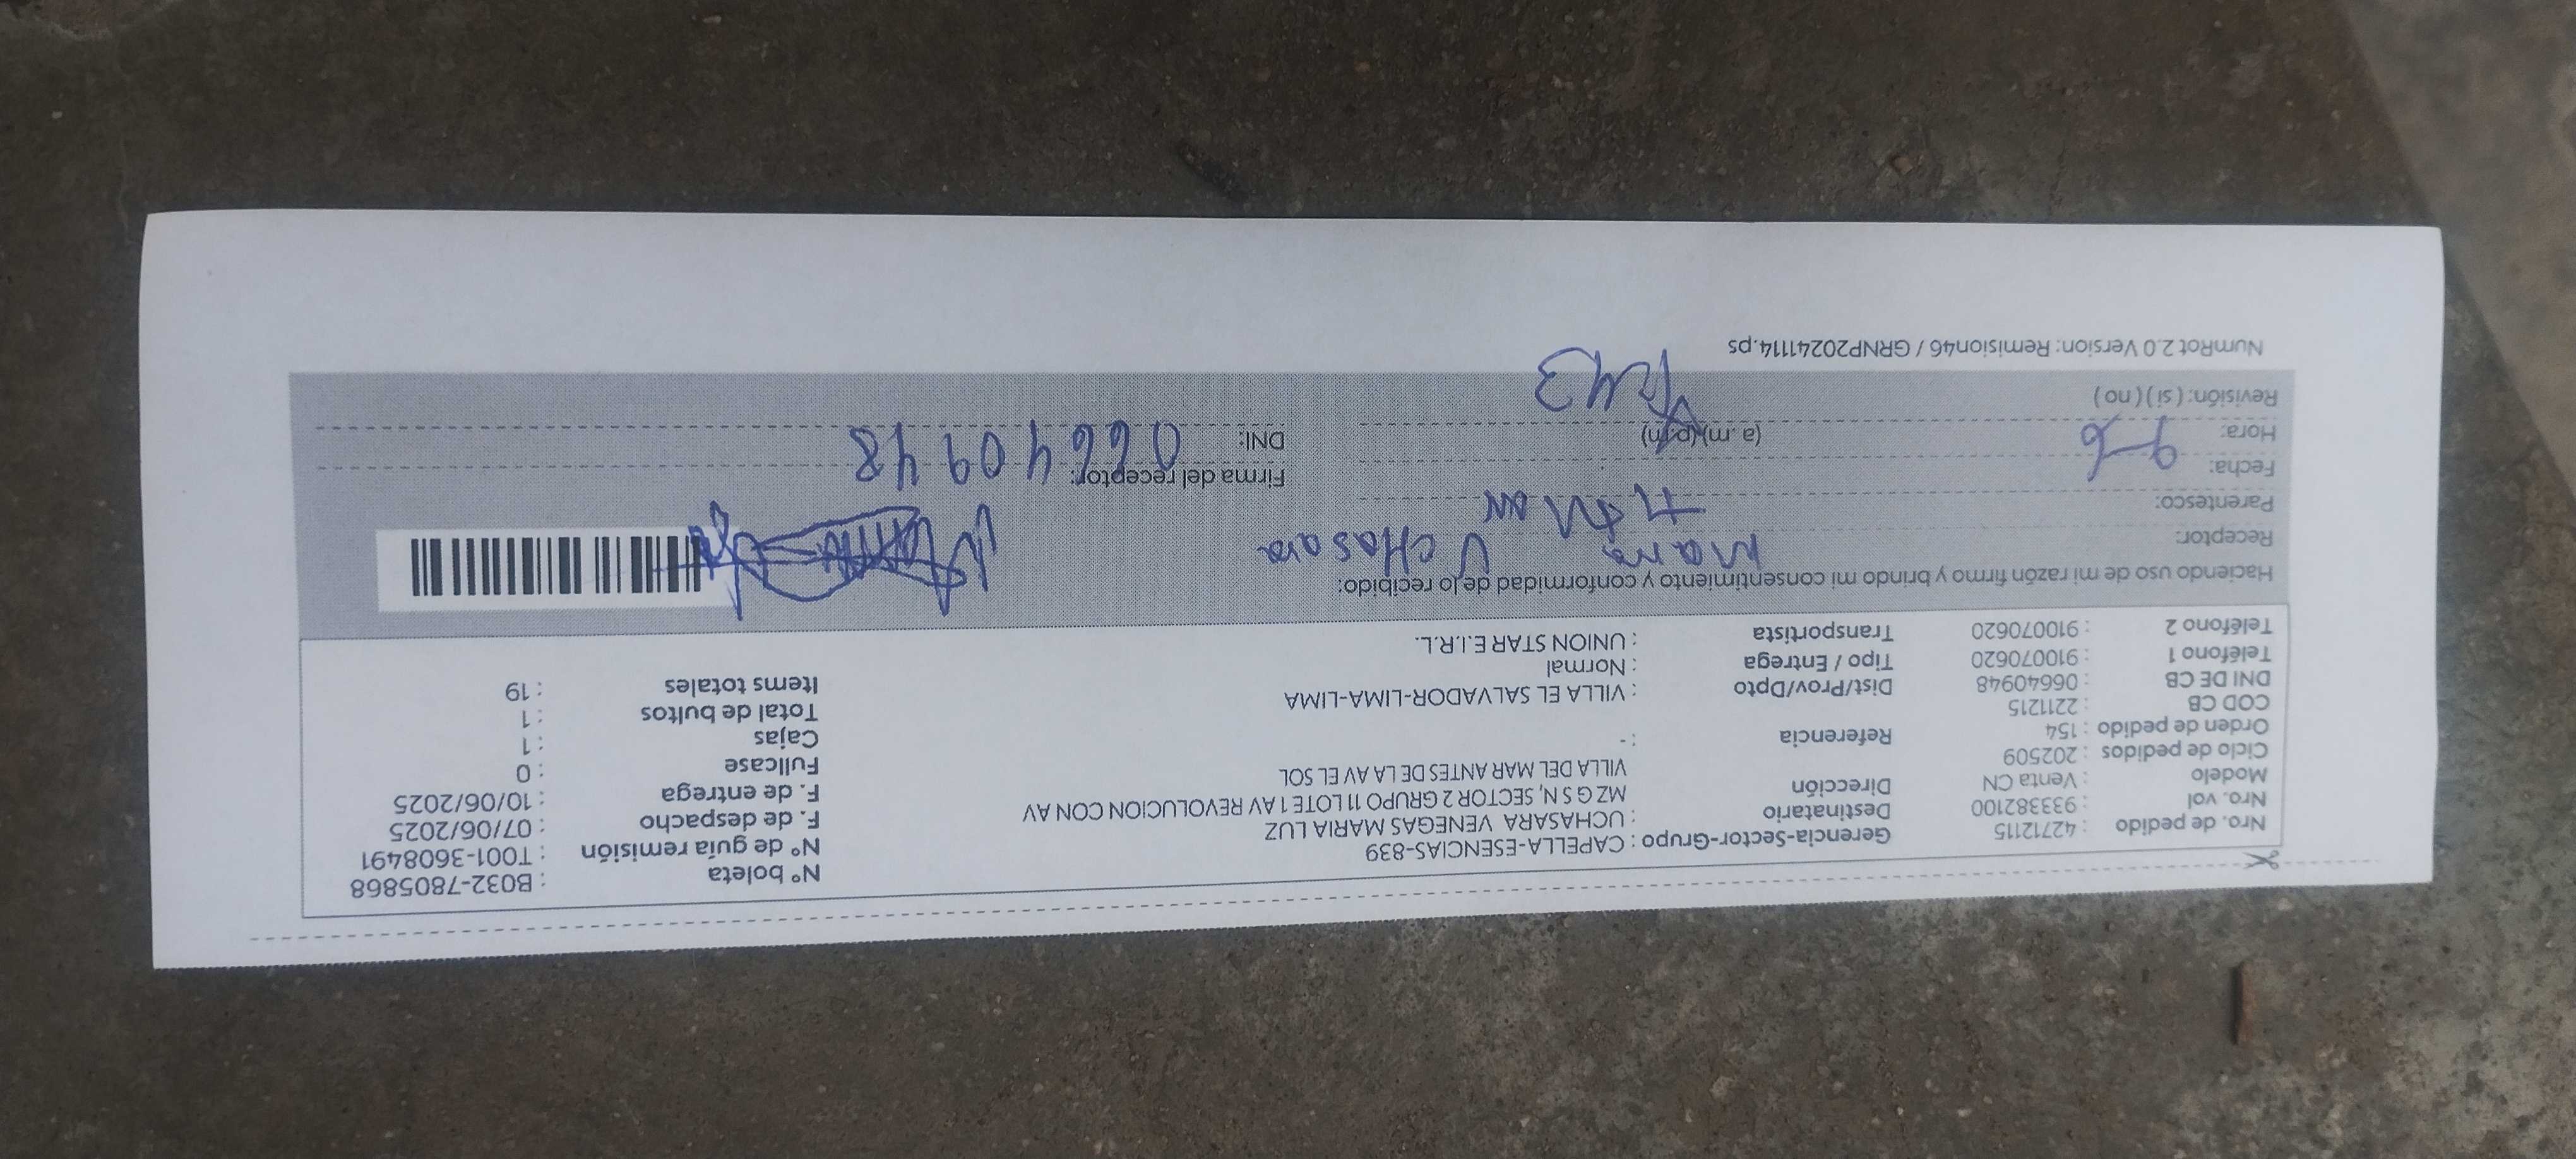 Nro. de pedido : 42712115
Nro. vol : 933382100
Modelo : Venta CN
Ciclo de pedidos : 202509
Orden de pedido : 154
COD CB : 2211215
DNI DE CB : 06640948
Teléfono 1 : 910070620
Teléfono 2 : 910070620
Gerencia-Sector-Grupo : CAPELLA-ESENCIAS-839
Destinatario : UCHASARA VENEGAS MARIA LUZ
Dirección MZ G S N, SECTOR 2 GRUPO 11 LOTE 1 AV REVOLUCION CON AV
VILLA DEL MAR ANTES DE LA AV EL SOL
Referencia : -
Dist/Prov/Dpto : VILLA EL SALVADOR-LIMA-LIMA
Tipo / Entrega : Normal
Transportista : UNION STAR E.I.R.L.
N° boleta : B032-7805868
N° de guía remisión : T001-3608491
F. de despacho : 07/06/2025
F. de entrega : 10/06/2025
Fullcase : 0
Cajas : 1
Total de bultos : 1
Items totales : 19
Haciendo uso de mi razón firmo y brindo mi consentimiento y conformidad de lo recibido:
Receptor: Maria Uchasara
Parentesco:
Fecha: 9-6
Hora: (a. m) (p. m)
Revisión: ( si ) ( no )
Firma del receptor:
DNI: 06640948
NumRot 2.0 Version: Remision46 / GRNP20241114.ps